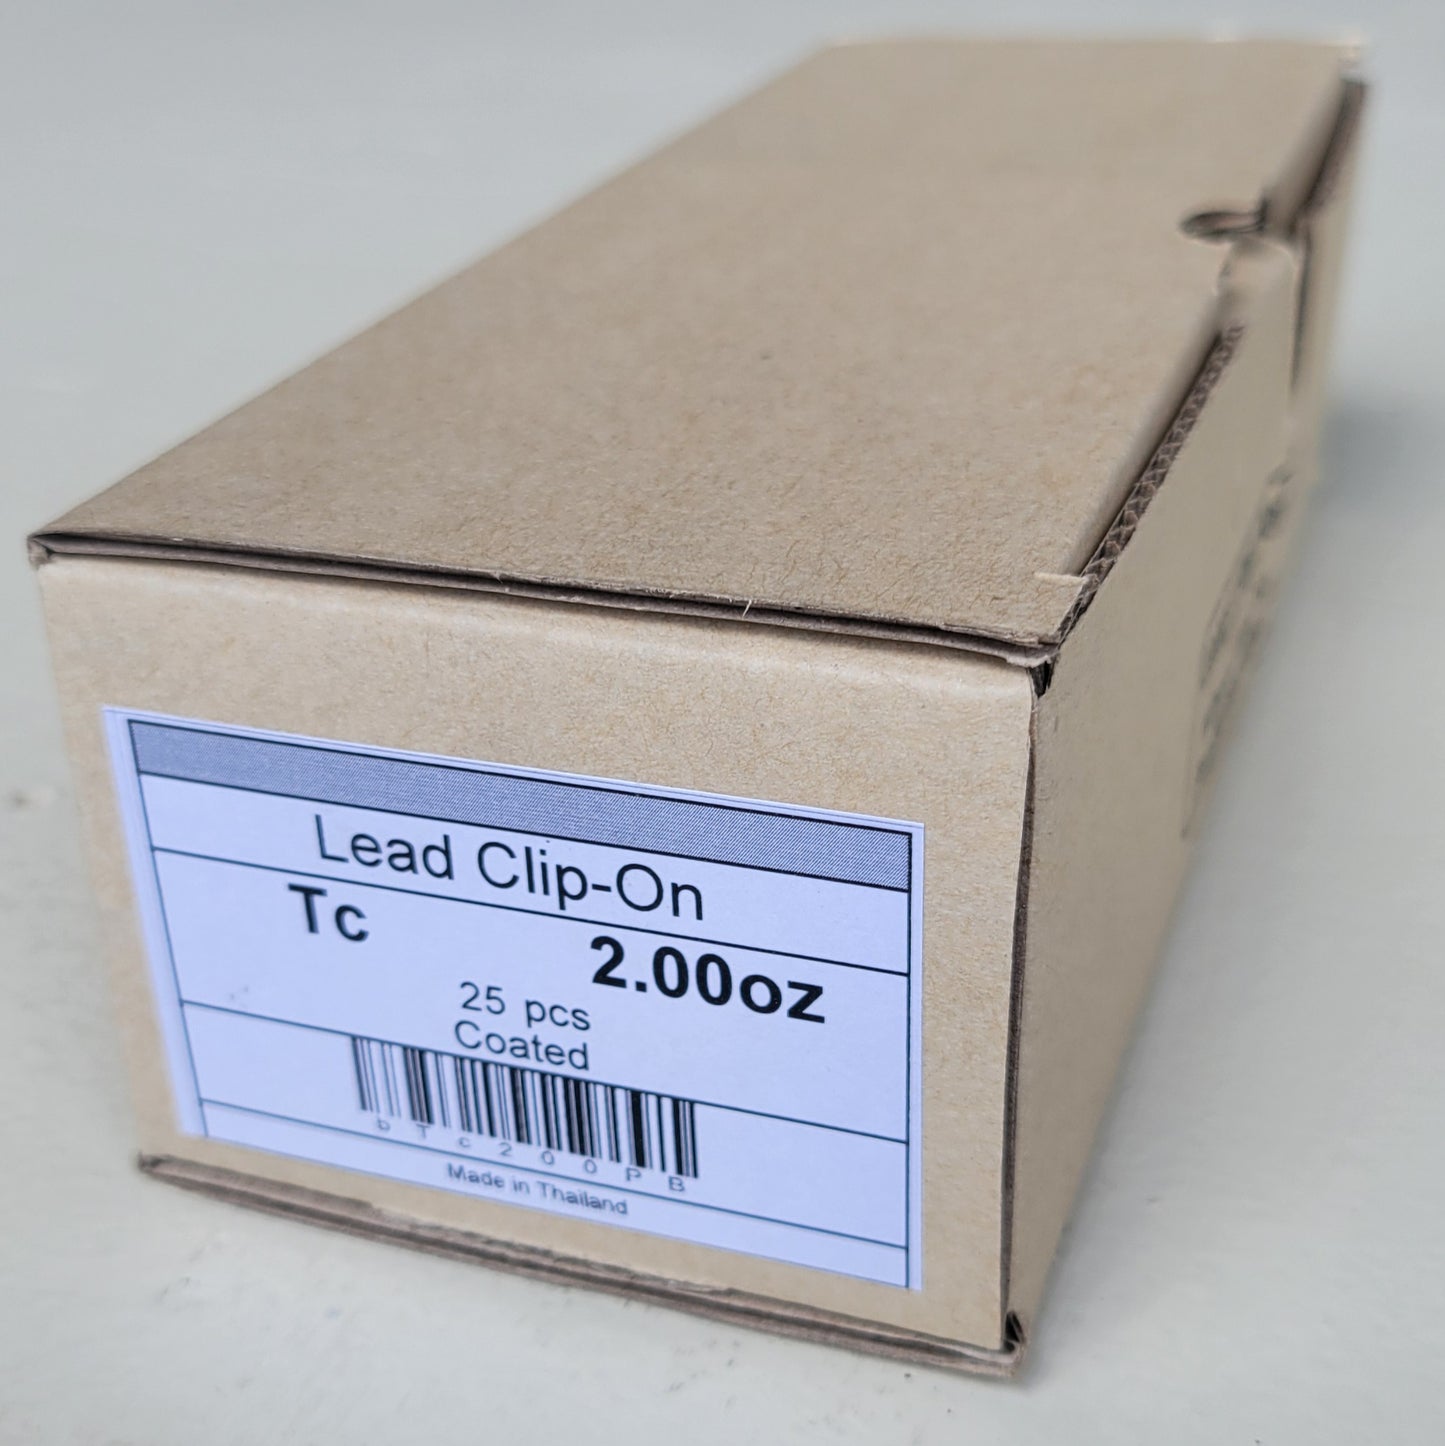 Lead Clip-On
Tc 2.00oz
25 pcs
Coated
bTc200PB
Made in Thailand